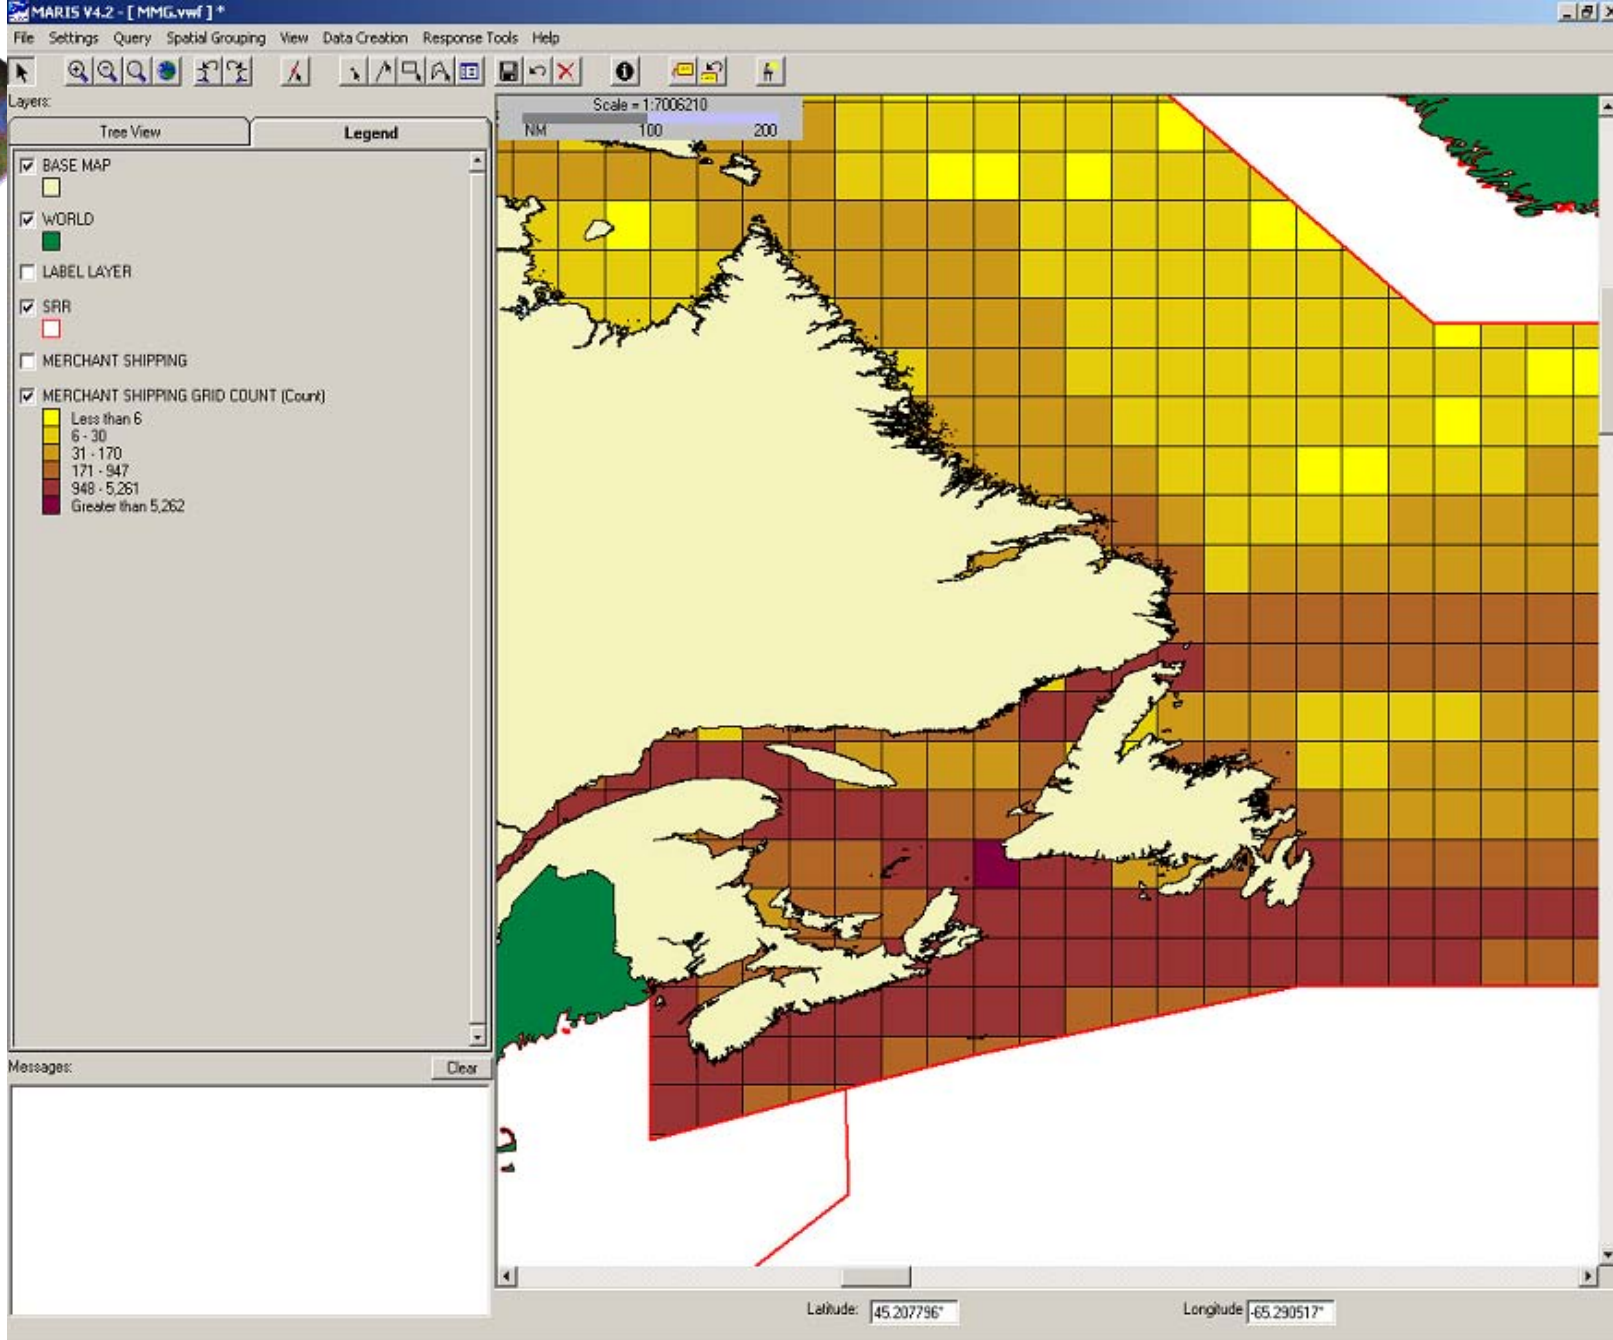 MARIS V4.2 - [ MMG.vwf ] *
File Settings Query Spatial Grouping View Data Creation Response Tools Help
Layers:
Tree View Legend
BASE MAP
WORLD
LABEL LAYER
SRR
MERCHANT SHIPPING
MERCHANT SHIPPING GRID COUNT (Count)
Less than 6
6 - 30
31 - 170
171 - 947
948 - 5,261
Greater than 5,262
Messages: Clear
Scale = 1:7006210
NM 100 200
Latitude: 45.207796° Longitude -65.290517°